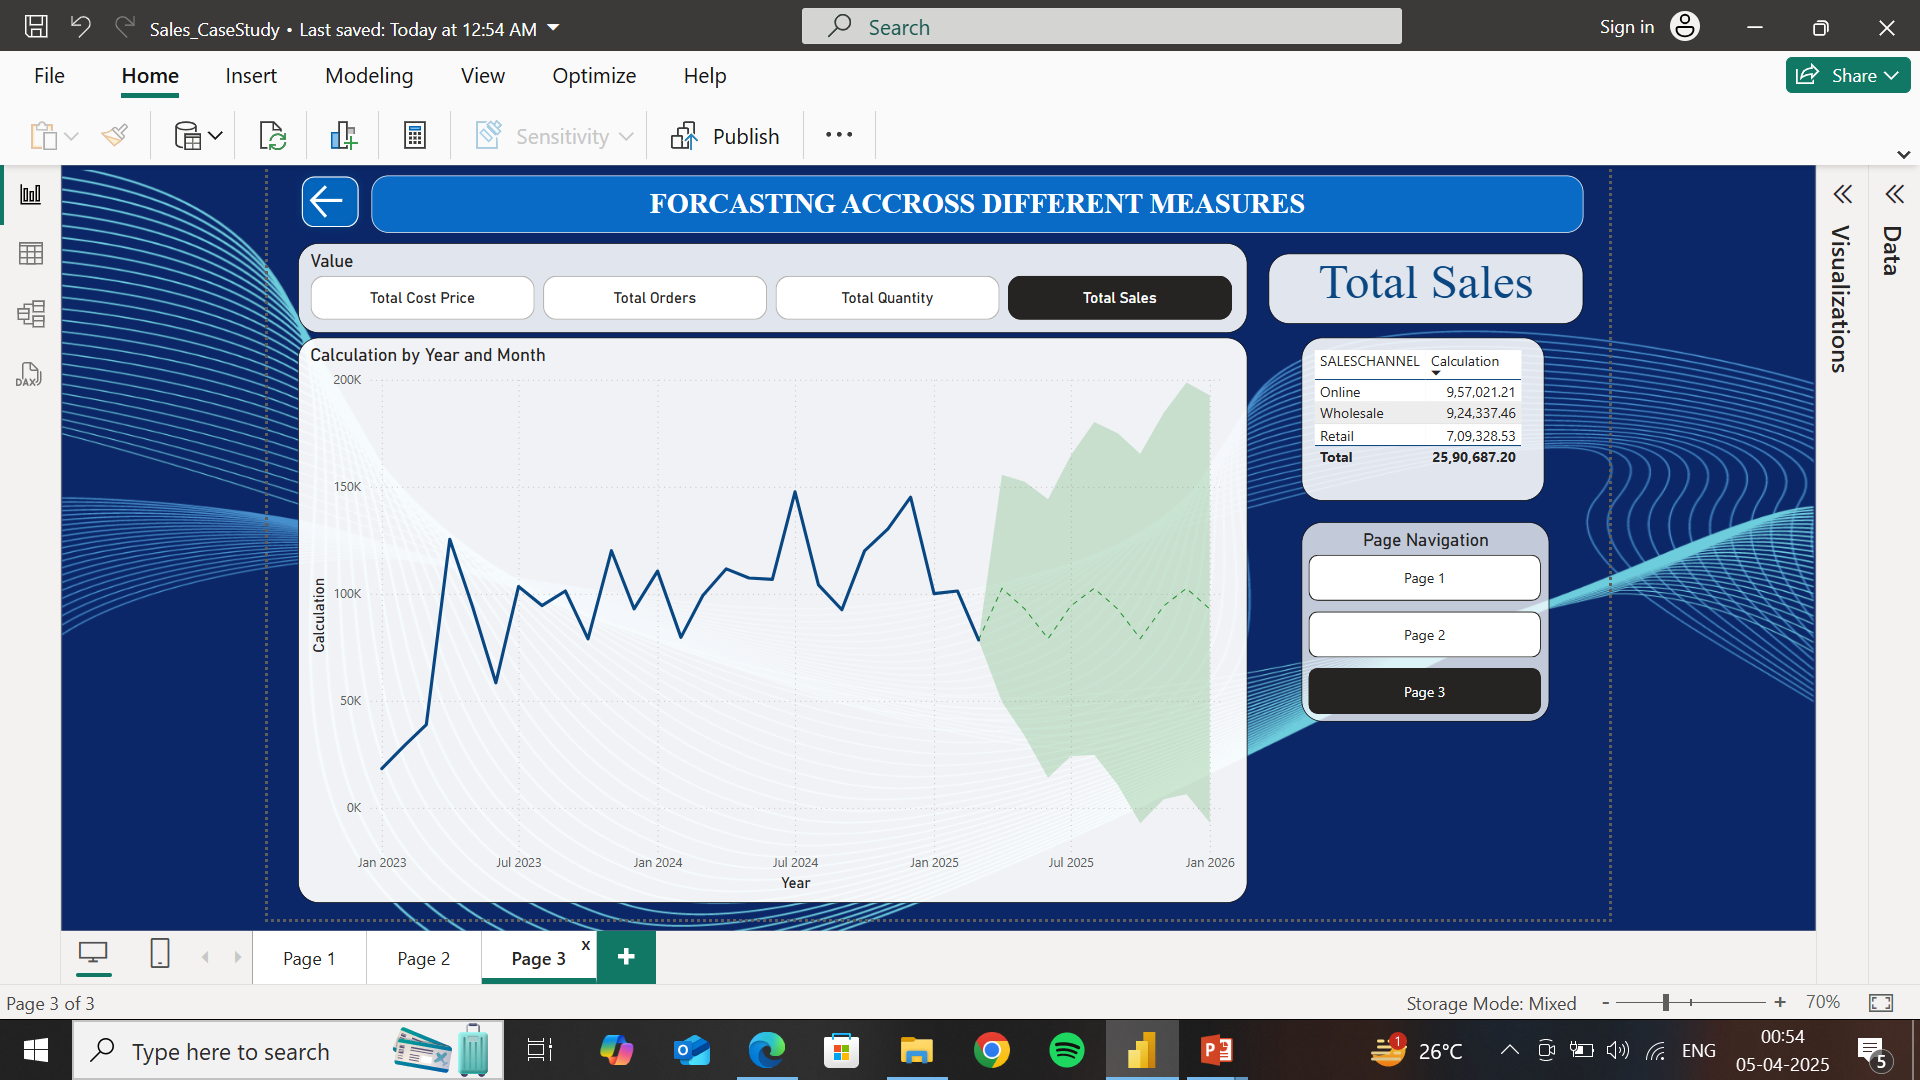 Sales_CaseStudy • Last saved: Today at 12:54 AM
Search
Sign in
File
Home
Insert
Modeling
View
Optimize
Help
Share
Sensitivity
Publish
DAX
FORCASTING ACCROSS DIFFERENT MEASURES
Value
Total Cost Price
Total Orders
Total Quantity
Total Sales
Total Sales
Calculation by Year and Month
200K
150K
100K
50K
0K
Calculation
Jan 2023
Jul 2023
Jan 2024
Jul 2024
Jan 2025
Jul 2025
Jan 2026
Year
SALESCHANNEL Calculation
Online 9,57,021.21
Wholesale 9,24,337.46
Retail 7,09,328.53
Total 25,90,687.20
Page Navigation
Page 1
Page 2
Page 3
Visualizations
Data
Page 1
Page 2
Page 3
x
+
Page 3 of 3
Storage Mode: Mixed
- + 70%
Type here to search
1
26°C
ENG
00:54
05-04-2025
5